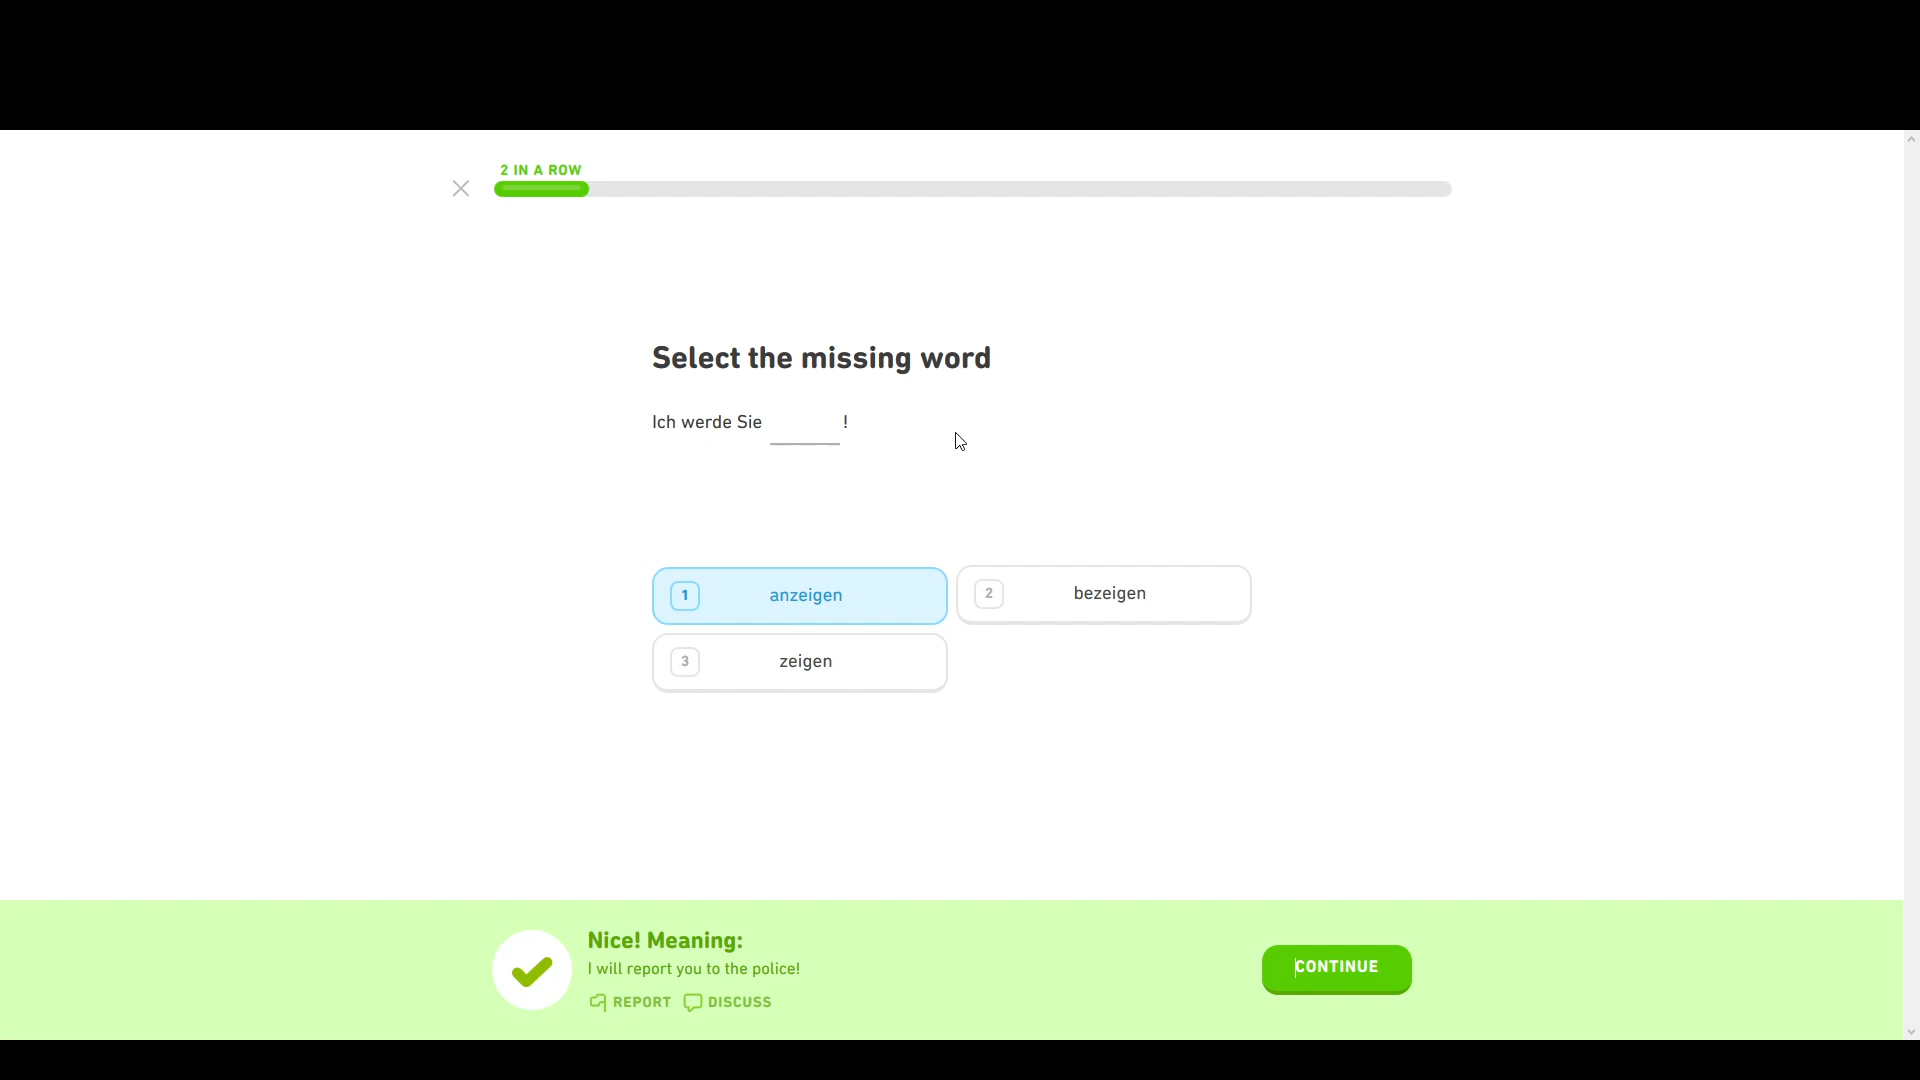 2 IN A ROW
Select the missing word
Ich werde Sie ______ !
1 anzeigen
2 bezeigen
3 zeigen
Nice! Meaning:
I will report you to the police!
REPORT DISCUSS
CONTINUE